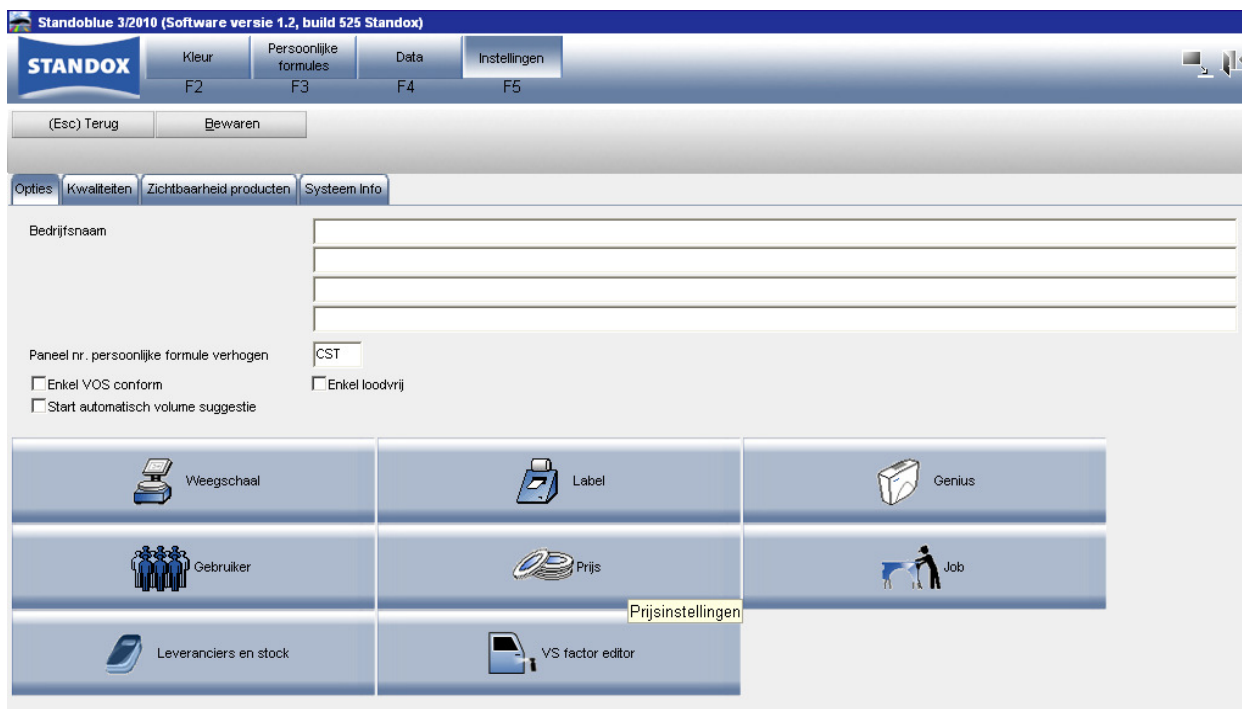 Standoblue 3/2010 (Software versie 1.2, build 525 Standox)
STANDOX
Kleur
Persoonlijke
formules
Data
Instellingen
F2
F3
F4
F5
(Esc) Terug
Bewaren
Opties
Kwaliteiten
Zichtbaarheid producten
Systeem Info
Bedrijfsnaam
Paneel nr. persoonlijke formule verhogen
CST
Enkel VOS conform
Enkel loodvrij
Start automatisch volume suggestie
Weegschaal
Label
Genius
Gebruiker
Prijs
Job
Prijsinstellingen
Leveranciers en stock
VS factor editor